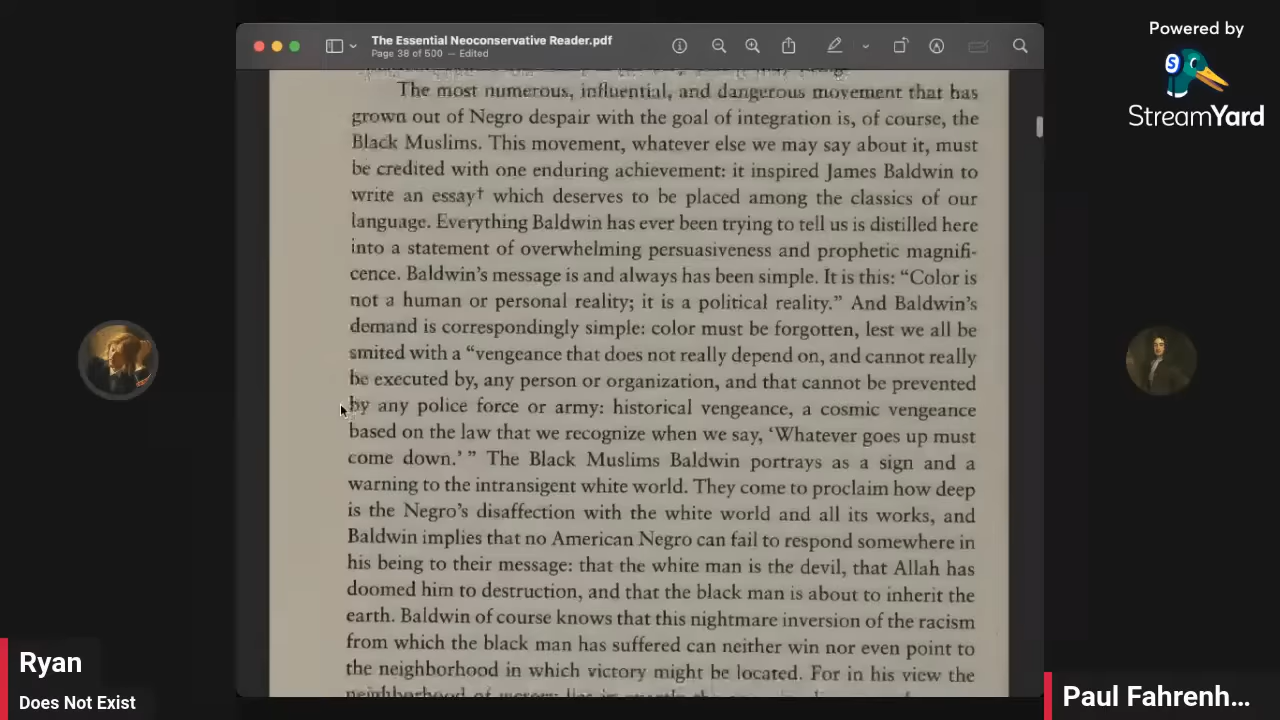 Powered by
StreamYard
The Essential Neoconservative Reader.pdf
Page 38 of 500 — Edited
The most numerous, influential, and dangerous movement that has
grown out of Negro despair with the goal of integration is, of course, the
Black Muslims. This movement, whatever else we may say about it, must
be credited with one enduring achievement: it inspired James Baldwin to
write an essay† which deserves to be placed among the classics of our
language. Everything Baldwin has ever been trying to tell us is distilled here
into a statement of overwhelming persuasiveness and prophetic magnifi-
cence. Baldwin's message is and always has been simple. It is this: “Color is
not a human or personal reality; it is a political reality.” And Baldwin's
demand is correspondingly simple: color must be forgotten, lest we all be
smited with a “vengeance that does not really depend on, and cannot really
be executed by, any person or organization, and that cannot be prevented
by any police force or army: historical vengeance, a cosmic vengeance
based on the law that we recognize when we say, ‘Whatever goes up must
come down.’ ” The Black Muslims Baldwin portrays as a sign and a
warning to the intransigent white world. They come to proclaim how deep
is the Negro's disaffection with the white world and all its works, and
Baldwin implies that no American Negro can fail to respond somewhere in
his being to their message: that the white man is the devil, that Allah has
doomed him to destruction, and that the black man is about to inherit the
earth. Baldwin of course knows that this nightmare inversion of the racism
from which the black man has suffered can neither win nor even point to
the neighborhood in which victory might be located. For in his view the
neighborhood of victory lies in
Ryan
Does Not Exist
Paul Fahrenh...